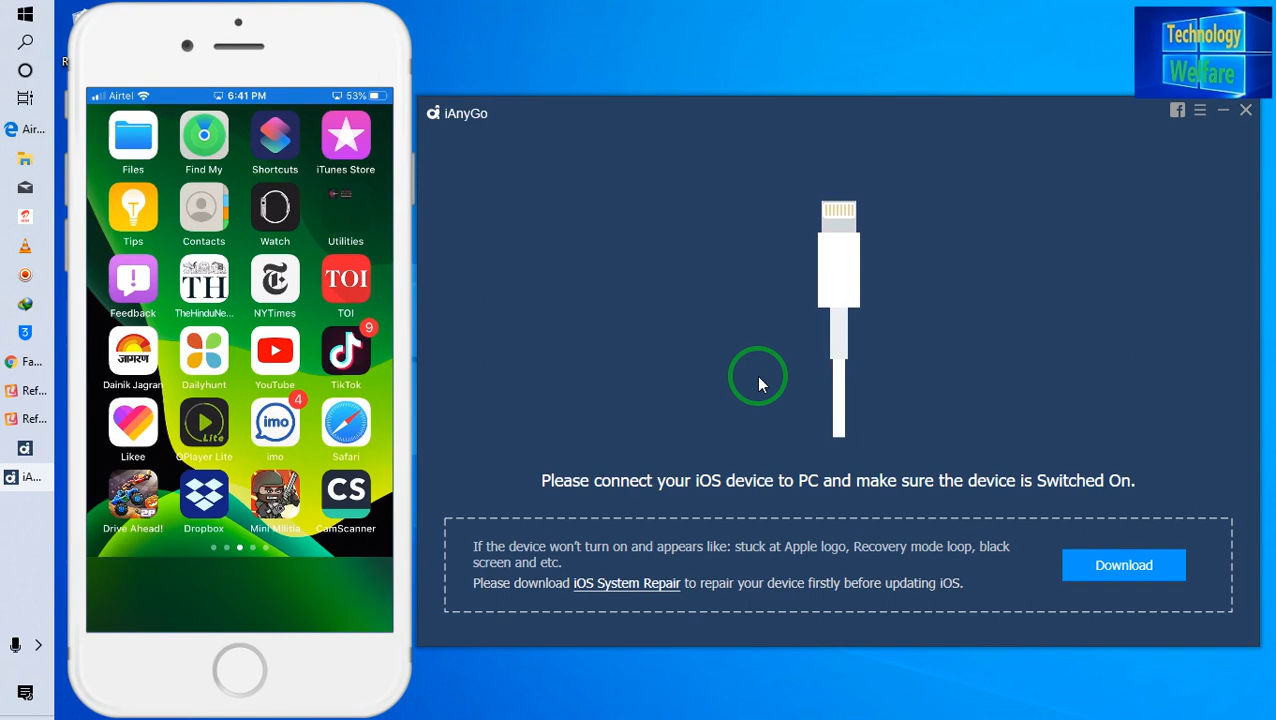 Technology
Welfare
Airtel 6:41 PM 53%
Files Find My Shortcuts iTunes Store
Tips Contacts Watch Utilities
TH TOI
Feedback TheHinduNe... NYTimes TOI
जागरण 9
Dainik Jagran Dailyhunt YouTube TikTok
Lite imo 4
Likee OPlayer Lite imo Safari
2P CS
Drive Ahead! Dropbox Mini Militia CamScanner
iAnyGo
Please connect your iOS device to PC and make sure the device is Switched On.
If the device won't turn on and appears like: stuck at Apple logo, Recovery mode loop, black
screen and etc.
Please download iOS System Repair to repair your device firstly before updating iOS.
Download
Air...
3
Fa...
Ref...
Ref...
iA...